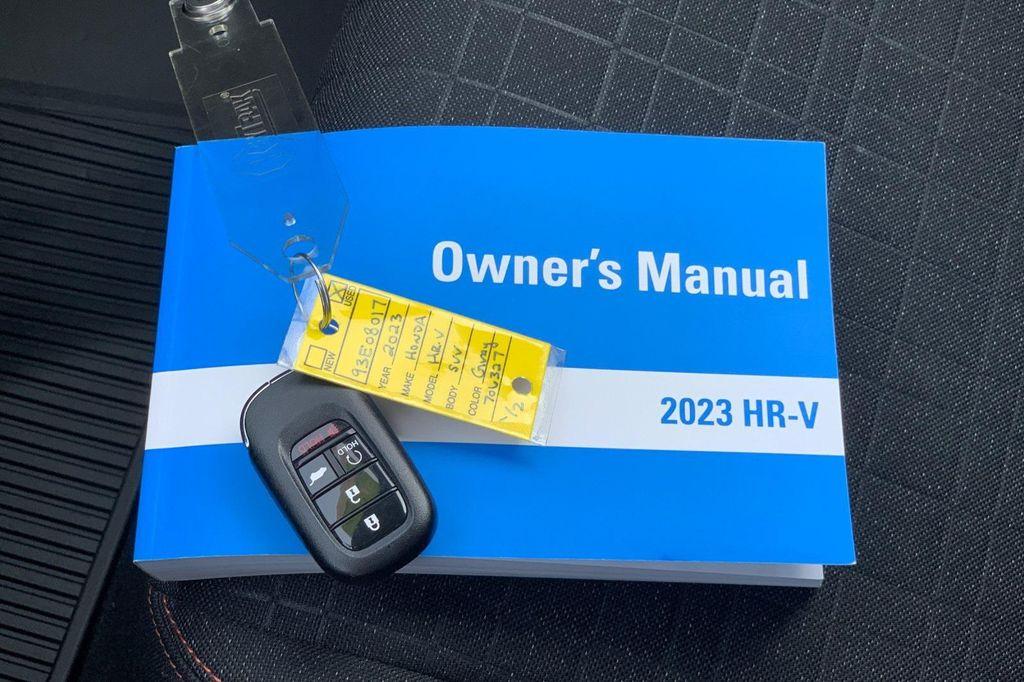 Owner's Manual
2023 HR-V
NEW USED
93E08017
YEAR 2023
MAKE HONDA
MODEL HR-V
BODY SUV
COLOR Gray
70U327
1/2
HOLD